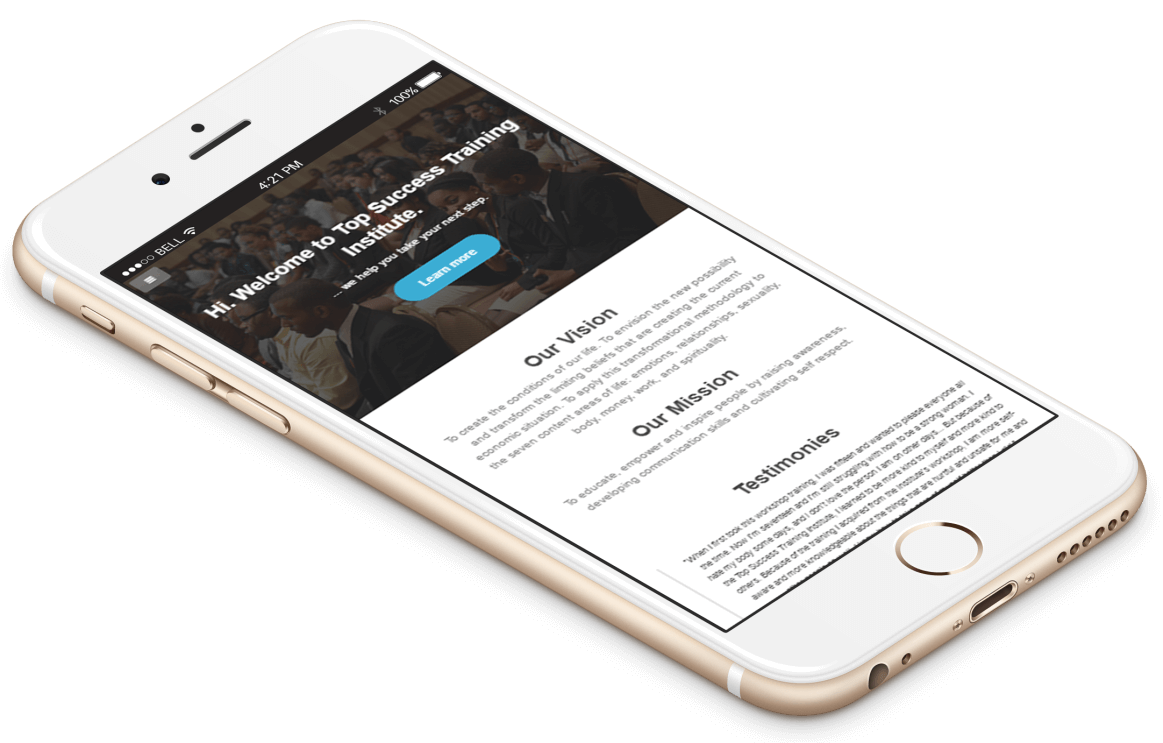 BELL 4:21 PM 100%
Hi. Welcome to Top Success Training
Institute.
... we help you take your next step.
Learn more
Our Vision
To create the conditions of our life. To envision the new possibility
and transform the limiting beliefs that are creating the current
economic situation. To apply this transformational methodology to
the seven content areas of life: emotions, relationships, sexuality,
body, money, work, and spirituality.
Our Mission
To educate, empower and inspire people by raising awareness,
developing communication skills and cultivating self respect.
Testimonies
"When I first took this workshop training, I was fifteen and wanted to please everyone all
the time. Now I'm seventeen and I'm still struggling with how to be a strong woman. I
hate my body some days, and I don't love the person I am on other days... But because of
the Top Success Training Institute, I learned to be more kind to myself and more kind to
others. Because of the training I acquired from the institute's workshop, I am more self-
aware and more knowledgeable about the things that are hurtful and unsafe for me and